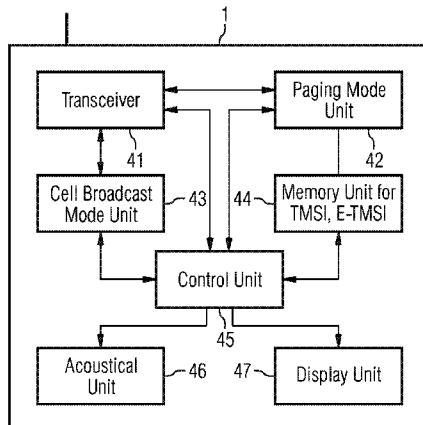 1
Transceiver
41
Paging Mode
Unit
42
Cell Broadcast
Mode Unit
43
44
Memory Unit for
TMSI, E-TMSI
Control Unit
45
Acoustical
Unit
46
47
Display Unit